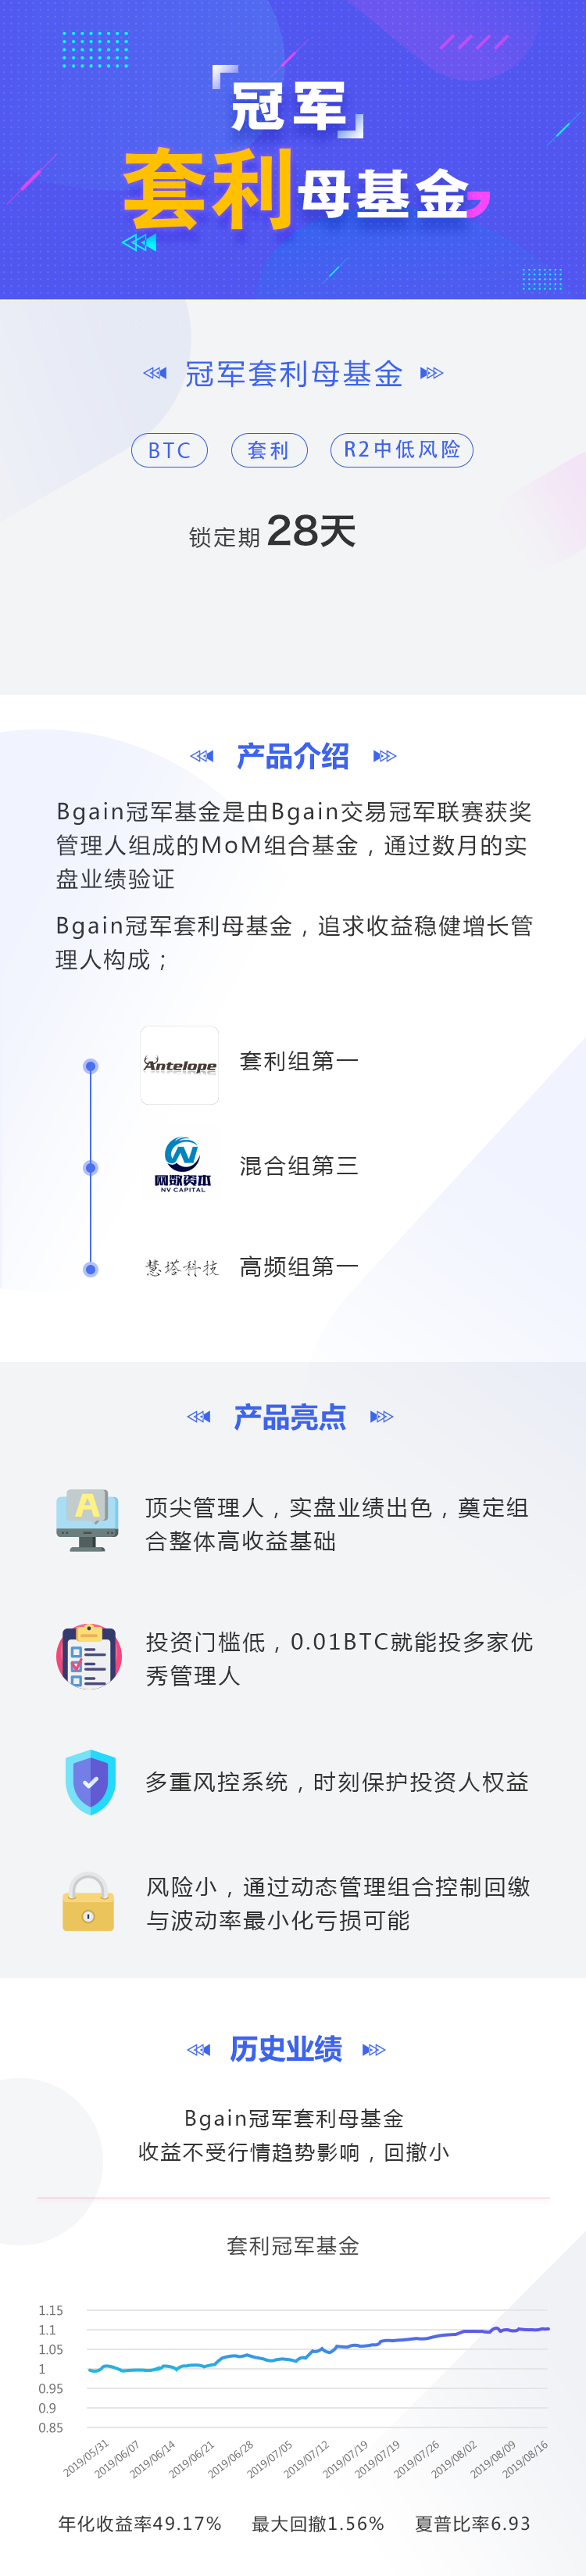 冠军
套利母基金
冠军套利母基金
BTC 套利 R2中低风险
锁定期 28天
产品介绍
Bgain冠军基金是由Bgain交易冠军联赛获奖
管理人组成的MoM组合基金，通过数月的实
盘业绩验证
Bgain冠军套利母基金，追求收益稳健增长管
理人构成；
Antelope
套利组第一
网数资本
NV CAPITAL
混合组第三
慧塔科技
高频组第一
产品亮点
A
顶尖管理人，实盘业绩出色，奠定组
合整体高收益基础
投资门槛低，0.01BTC就能投多家优
秀管理人
多重风控系统，时刻保护投资人权益
风险小，通过动态管理组合控制回缴
与波动率最小化亏损可能
历史业绩
Bgain冠军套利母基金
收益不受行情趋势影响，回撤小
套利冠军基金
1.15
1.1
1.05
1
0.95
0.9
0.85
2019/05/31 2019/06/07 2019/06/14 2019/06/21 2019/06/28 2019/07/05 2019/07/12 2019/07/19 2019/07/19 2019/07/26 2019/08/02 2019/08/09 2019/08/16
年化收益率49.17% 最大回撤1.56% 夏普比率6.93